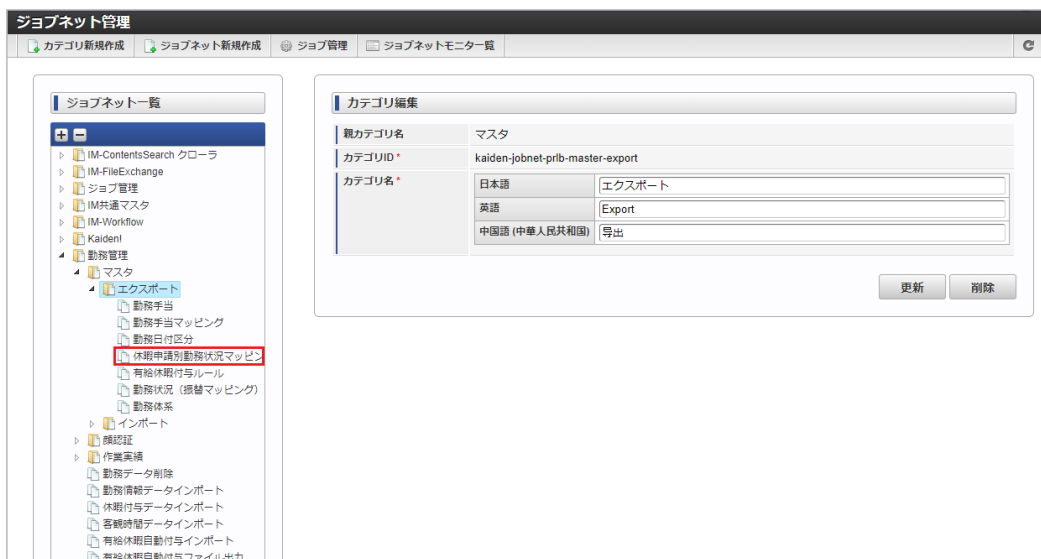 ジョブネット管理
カテゴリ新規作成 ジョブネット新規作成 ジョブ管理 ジョブネットモニター覧
ジョブネット一覧
IM-ContentsSearch クローラ
IM-FileExchange
ジョブ管理
IM共通マスタ
IM-Workflow
Kaiden!
勤務管理
マスタ
エクスポート
勤務手当
勤務手当マッピング
勤務日付区分
休暇申請別勤務状況マッピン
有給休暇付与ルール
勤務状況（振替マッピング）
勤務体系
インポート
顔認証
作業実績
勤務データ削除
勤務情報データインポート
休暇付与データインポート
客観時間データインポート
有給休暇自動付与インポート
有給休暇自動付与ファイル出力
カテゴリ編集
親カテゴリ名 マスタ
カテゴリID * kaiden-jobnet-prlb-master-export
カテゴリ名 * 日本語 エクスポート
英語 Export
中国語 (中華人民共和国) 导出
更新 削除